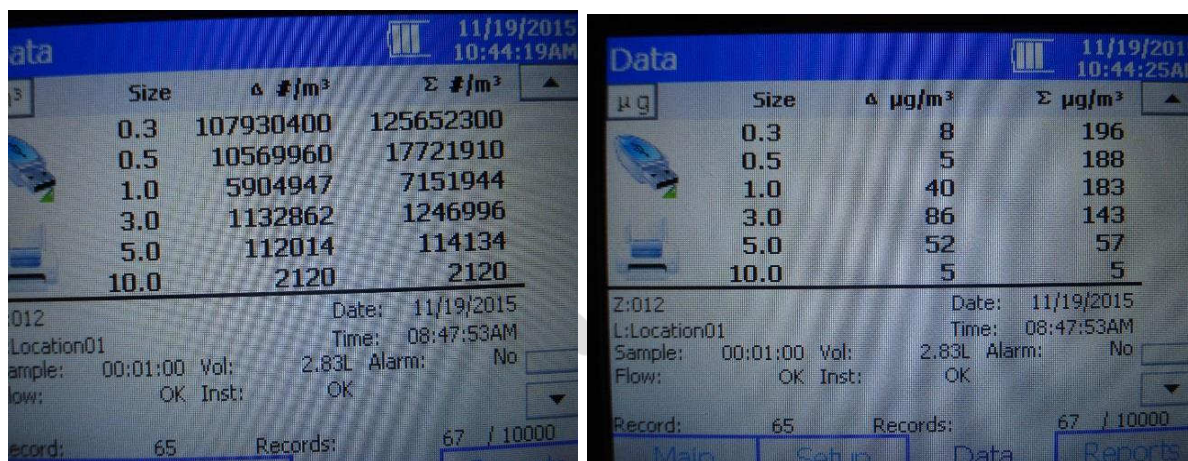 ata
11/19/2015
10:44:19AM
3 Size Δ #/m³ Σ #/m³
0.3 107930400 125652300
0.5 10569960 17721910
1.0 5904947 7151944
3.0 1132862 1246996
5.0 112014 114134
10.0 2120 2120
:012 Date: 11/19/2015
:Location01 Time: 08:47:53AM
ample: 00:01:00 Vol: 2.83L Alarm: No
low: OK Inst: OK
ecord: 65 Records: 67 / 10000
Data
11/19/201
10:44:25A
µg Size Δ µg/m³ Σ µg/m³
0.3 8 196
0.5 5 188
1.0 40 183
3.0 86 143
5.0 52 57
10.0 5 5
Z:012 Date: 11/19/2015
L:Location01 Time: 08:47:53AM
Sample: 00:01:00 Vol: 2.83L Alarm: No
Flow: OK Inst: OK
Record: 65 Records: 67 / 10000
Main Setup Data Reports